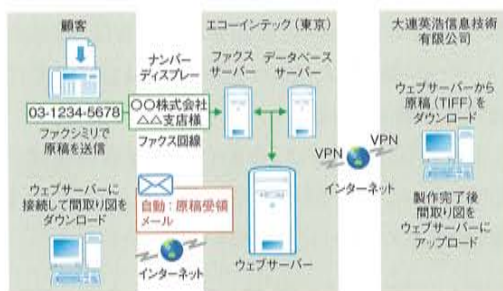 顧客
03-1234-5678
ファクシミリで
原稿を送信
ウェブサーバーに
接続して間取り図を
ダウンロード
ナンバー
ディスプレー
○○株式会社
△△支店様
ファクス回線
自動:原稿受領
メール
インターネット
エコーインテック(東京)
ファクス
サーバー
データベース
サーバー
ウェブサーバー
VPN
VPN
インターネット
大連英浩信息技術
有限公司
ウェブサーバーから
原稿(TIFF)を
ダウンロード
製作完了後
間取り図を
ウェブサーバーに
アップロード